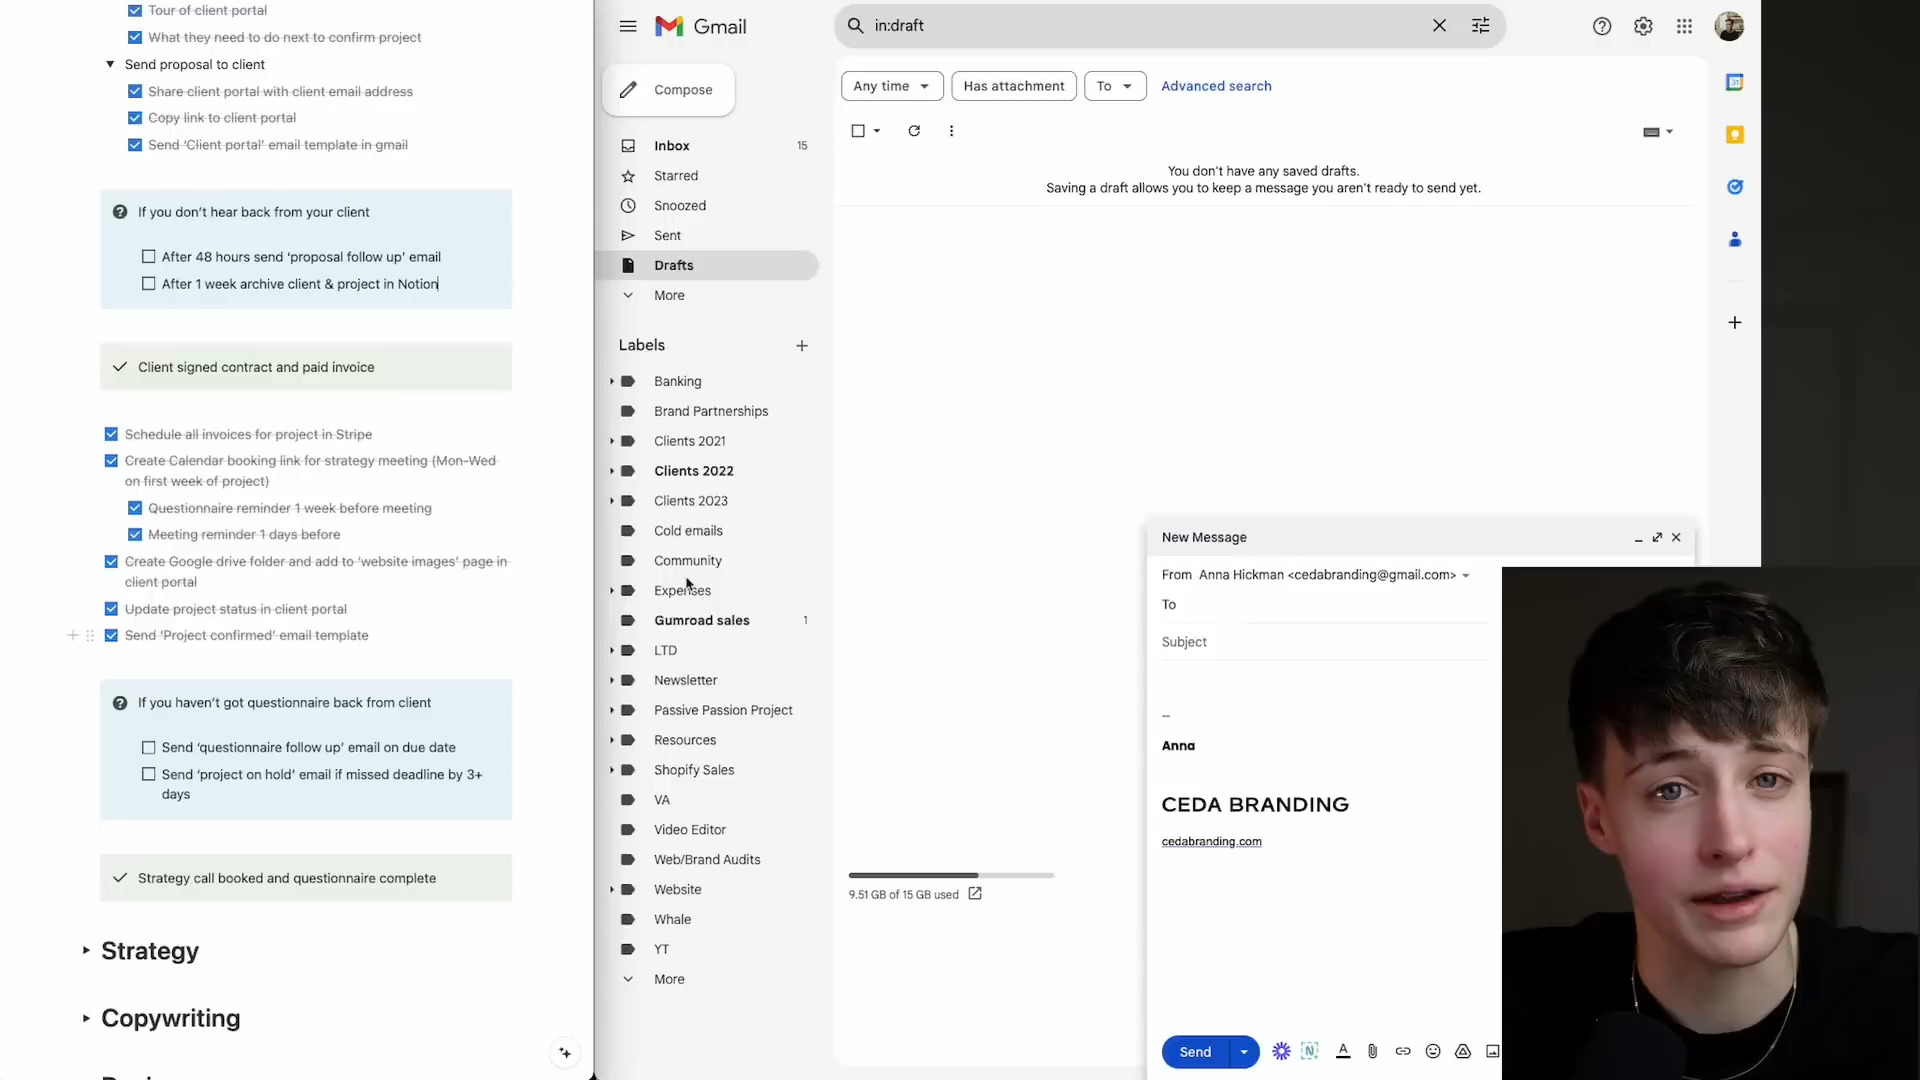 Tour of client portal
What they need to do next to confirm project
Send proposal to client
Share client portal with client email address
Copy link to client portal
Send ‘Client portal’ email template in gmail
If you don’t hear back from your client
After 48 hours send ‘proposal follow up’ email
After 1 week archive client & project in Notion
Client signed contract and paid invoice
Schedule all invoices for project in Stripe
Create Calendar booking link for strategy meeting (Mon-Wed
on first week of project)
Questionnaire reminder 1 week before meeting
Meeting reminder 1 days before
Create Google drive folder and add to ‘website images’ page in
client portal
Update project status in client portal
Send ‘Project confirmed’ email template
If you haven’t got questionnaire back from client
Send ‘questionnaire follow up’ email on due date
Send ‘project on hold’ email if missed deadline by 3+
days
Strategy call booked and questionnaire complete
Strategy
Copywriting
Gmail
in:draft
Compose
Inbox 15
Starred
Snoozed
Sent
Drafts
More
Labels
Banking
Brand Partnerships
Clients 2021
Clients 2022
Clients 2023
Cold emails
Community
Expenses
Gumroad sales 1
LTD
Newsletter
Passive Passion Project
Resources
Shopify Sales
VA
Video Editor
Web/Brand Audits
Website
Whale
YT
More
Any time Has attachment To Advanced search
You don't have any saved drafts.
Saving a draft allows you to keep a message you aren't ready to send yet.
9.51 GB of 15 GB used
New Message
From Anna Hickman <cedabranding@gmail.com>
To
Subject
--
Anna
CEDA BRANDING
cedabranding.com
Send